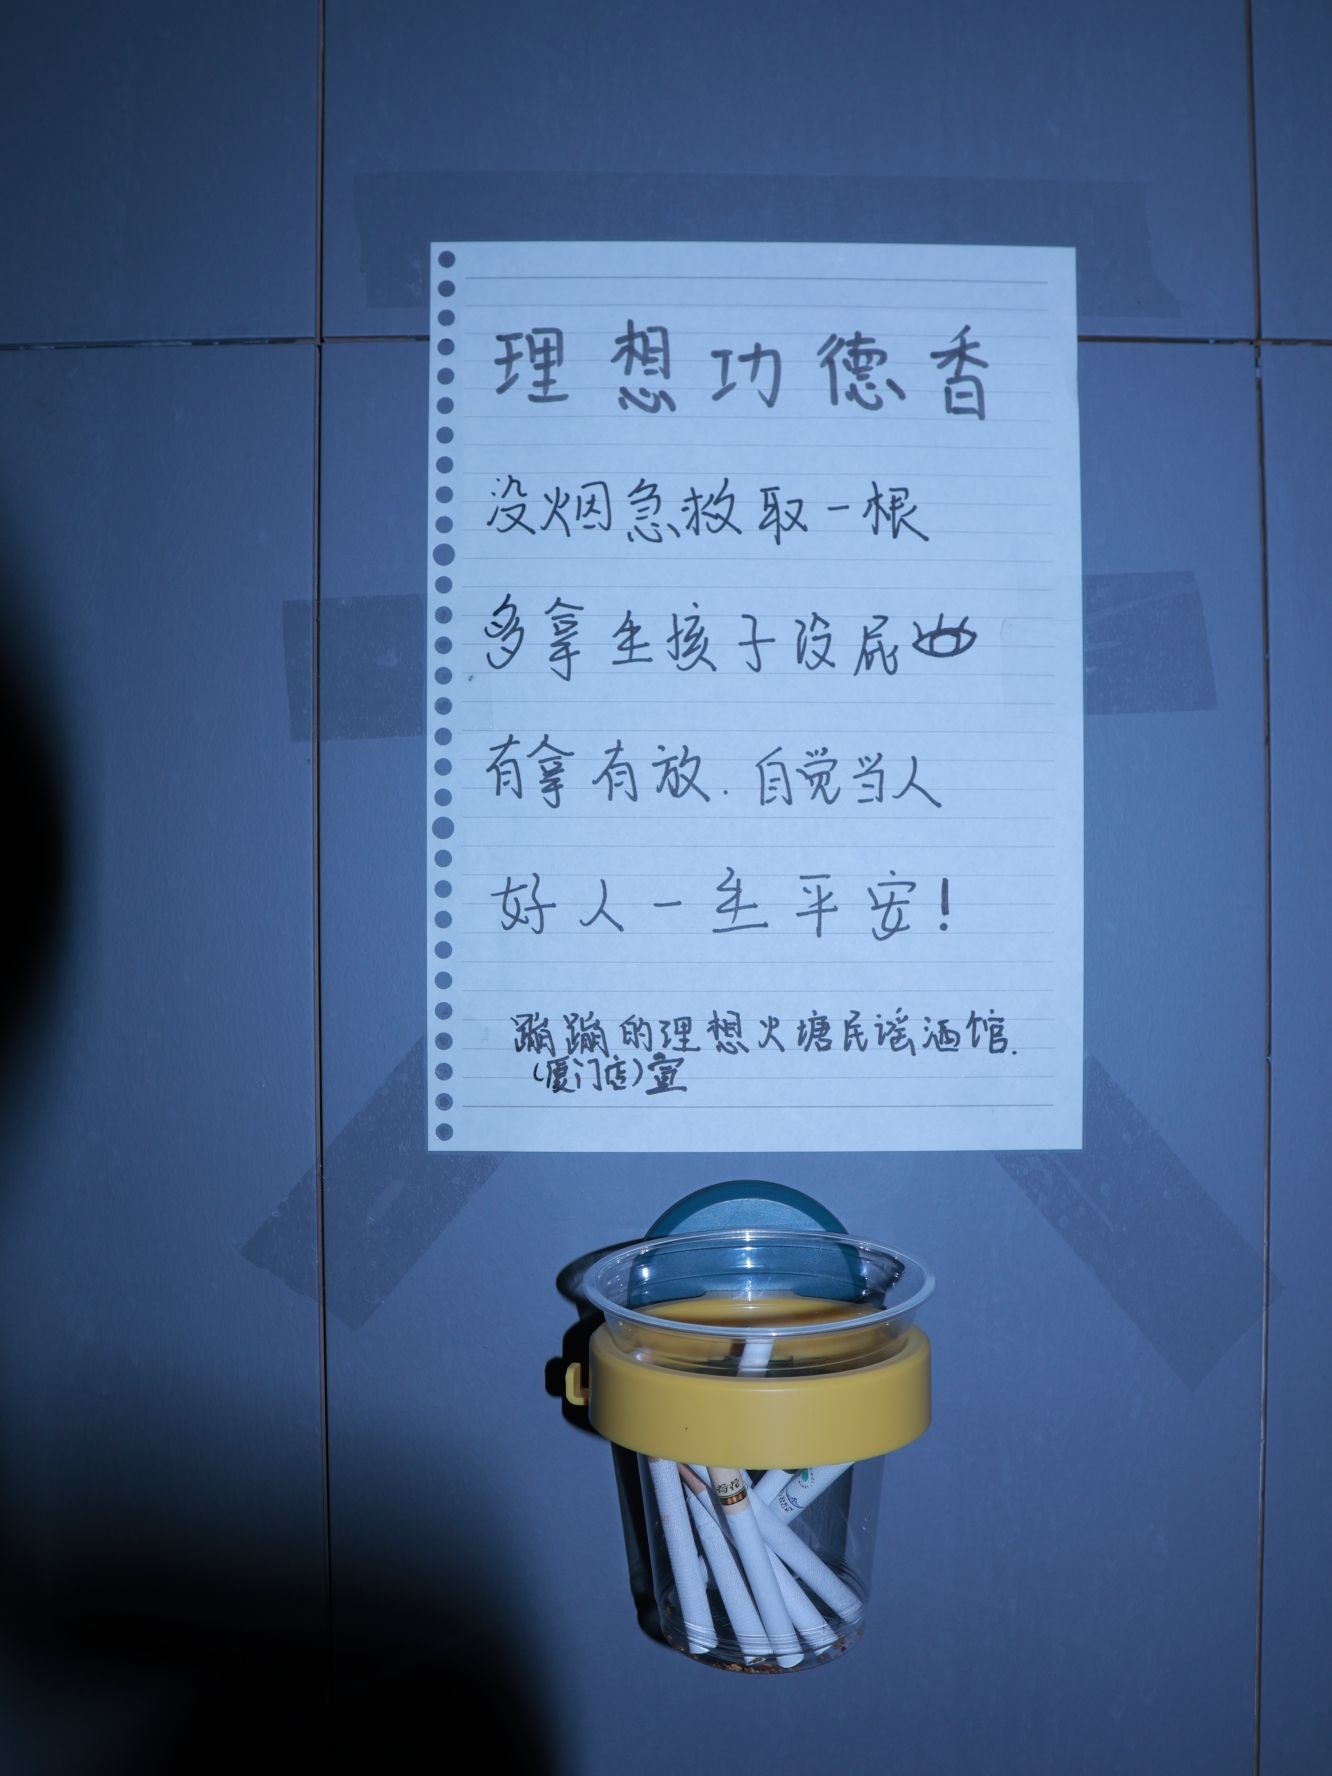 理想功德香
没烟急救取一根
多拿生孩子没屁
有拿有放.自觉当人
好人一生平安!
蹦蹦的理想火塘民谣酒馆.
(厦门店)宣